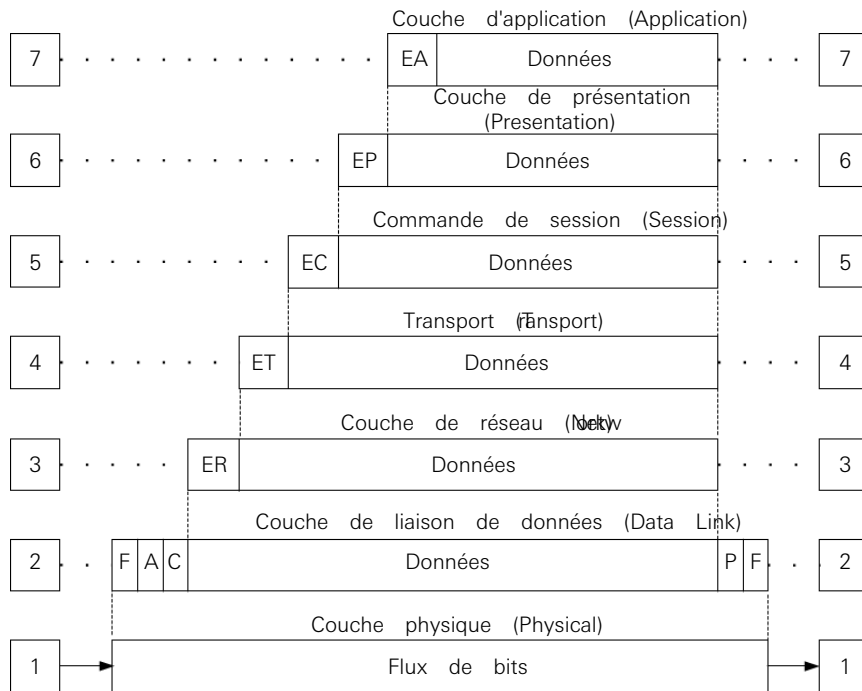 Couche d'application (Application)
7 EA Données 7
Couche de présentation
(Presentation)
6 EP Données 6
Commande de session (Session)
5 EC Données 5
Transport
4 ET Données 4
Couche de réseau
3 ER Données 3
Couche de liaison de données (Data Link)
2 F A C Données P F 2
Couche physique (Physical)
1 Flux de bits 1